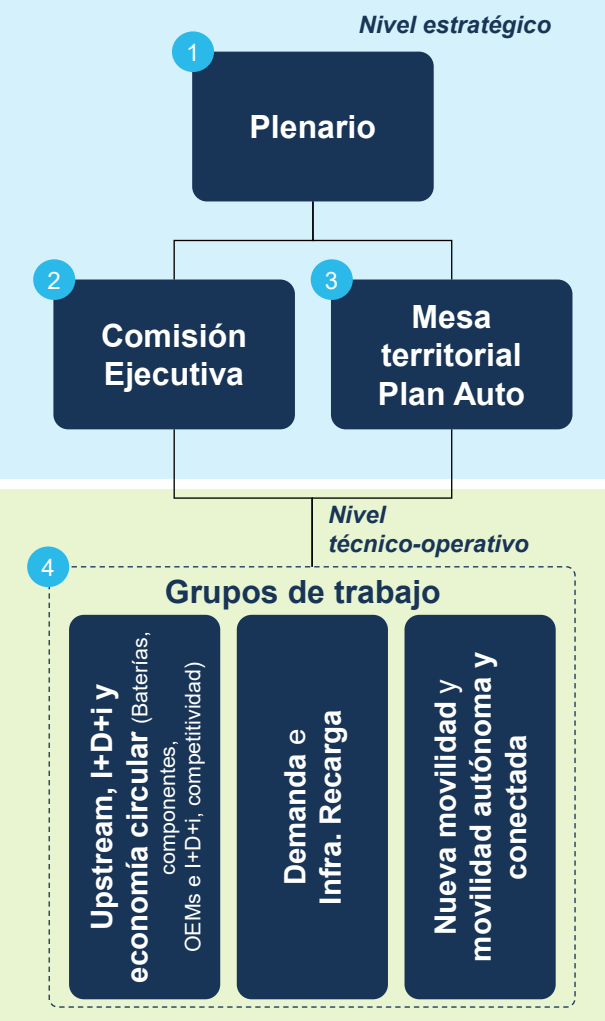 Nivel estratégico
1
Plenario
2
Comisión
Ejecutiva
3
Mesa
territorial
Plan Auto
Nivel
técnico-operativo
4
Grupos de trabajo
Upstream, I+D+i y
economía circular (Baterías,
componentes,
OEMs e I+D+i, competitividad)
Demanda e
Infra. Recarga
Nueva movilidad y
movilidad autónoma y
conectada